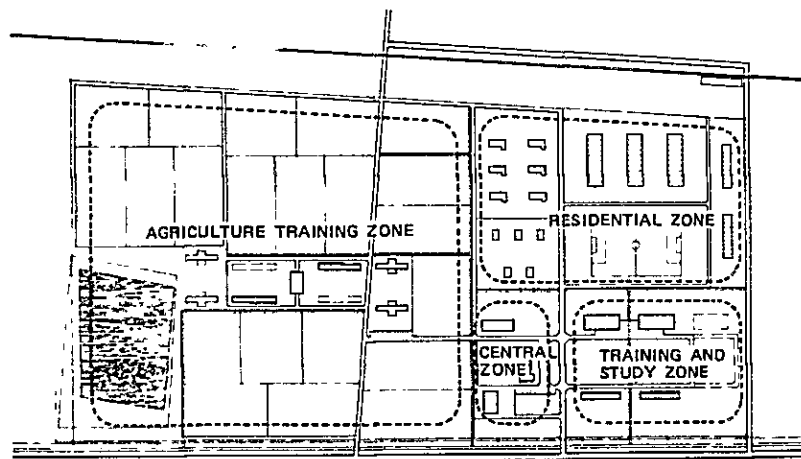 AGRICULTURE TRAINING ZONE
RESIDENTIAL ZONE
CENTRAL
ZONE
TRAINING AND
STUDY ZONE